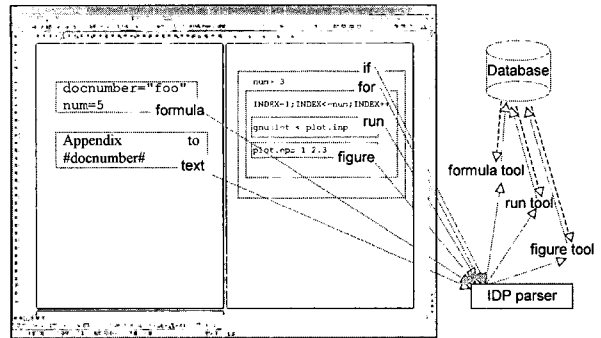 if
num> 3
for
docnumber="foo"
num=5
formula
INDEX=1;INDEX<=num;INDEX++
run
gnuplot < plot.inp
Appendix to
#docnumber#
text
plot.eps 1 2.3
figure
Database
formula tool
run tool
figure tool
IDP parser